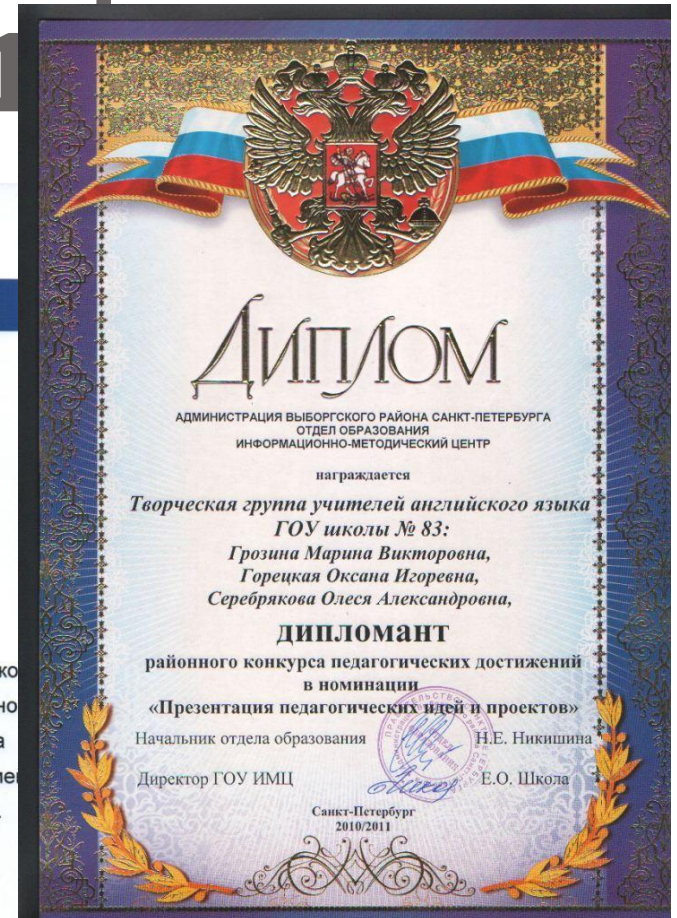 Диплом
АДМИНИСТРАЦИЯ ВЫБОРГСКОГО РАЙОНА САНКТ-ПЕТЕРБУРГА
ОТДЕЛ ОБРАЗОВАНИЯ
ИНФОРМАЦИОННО-МЕТОДИЧЕСКИЙ ЦЕНТР
награждается
Творческая группа учителей английского языка
ГОУ школы № 83:
Грозина Марина Викторовна,
Горецкая Оксана Игоревна,
Серебрякова Олеся Александровна,
дипломант
районного конкурса педагогических достижений
в номинации
«Презентация педагогических идей и проектов»
Начальник отдела образования Н.Е. Никишина
Директор ГОУ ИМЦ Е.О. Школа
Санкт-Петербург
2010/2011